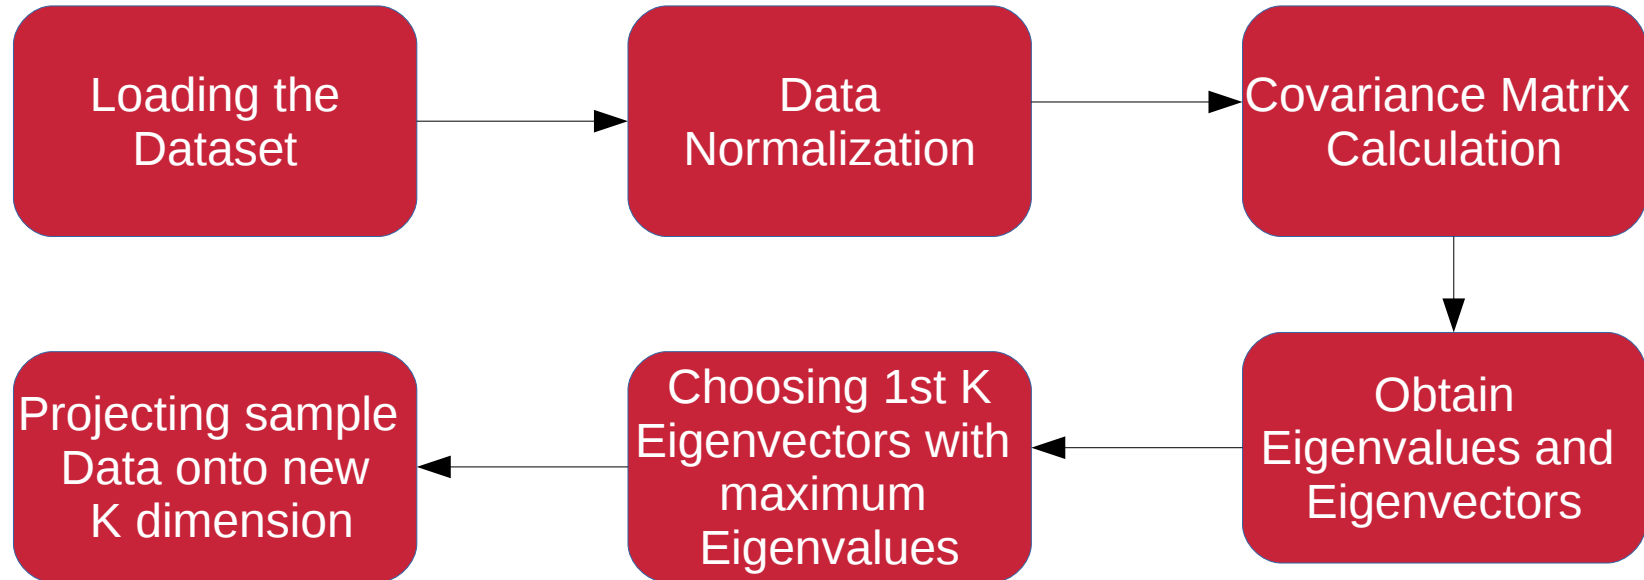 Loading the
Dataset
Data
Normalization
Covariance Matrix
Calculation
Obtain
Eigenvalues and
Eigenvectors
Choosing 1st K
Eigenvectors with
maximum
Eigenvalues
Projecting sample
Data onto new
K dimension